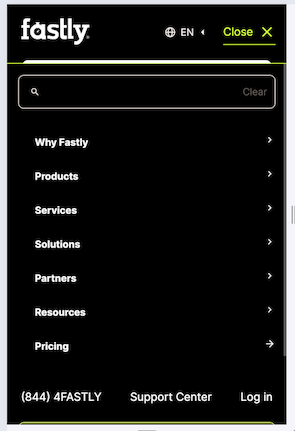 fastly
EN
Close
Clear
Why Fastly
Products
Services
Solutions
Partners
Resources
Pricing
(844) 4FASTLY
Support Center
Log in